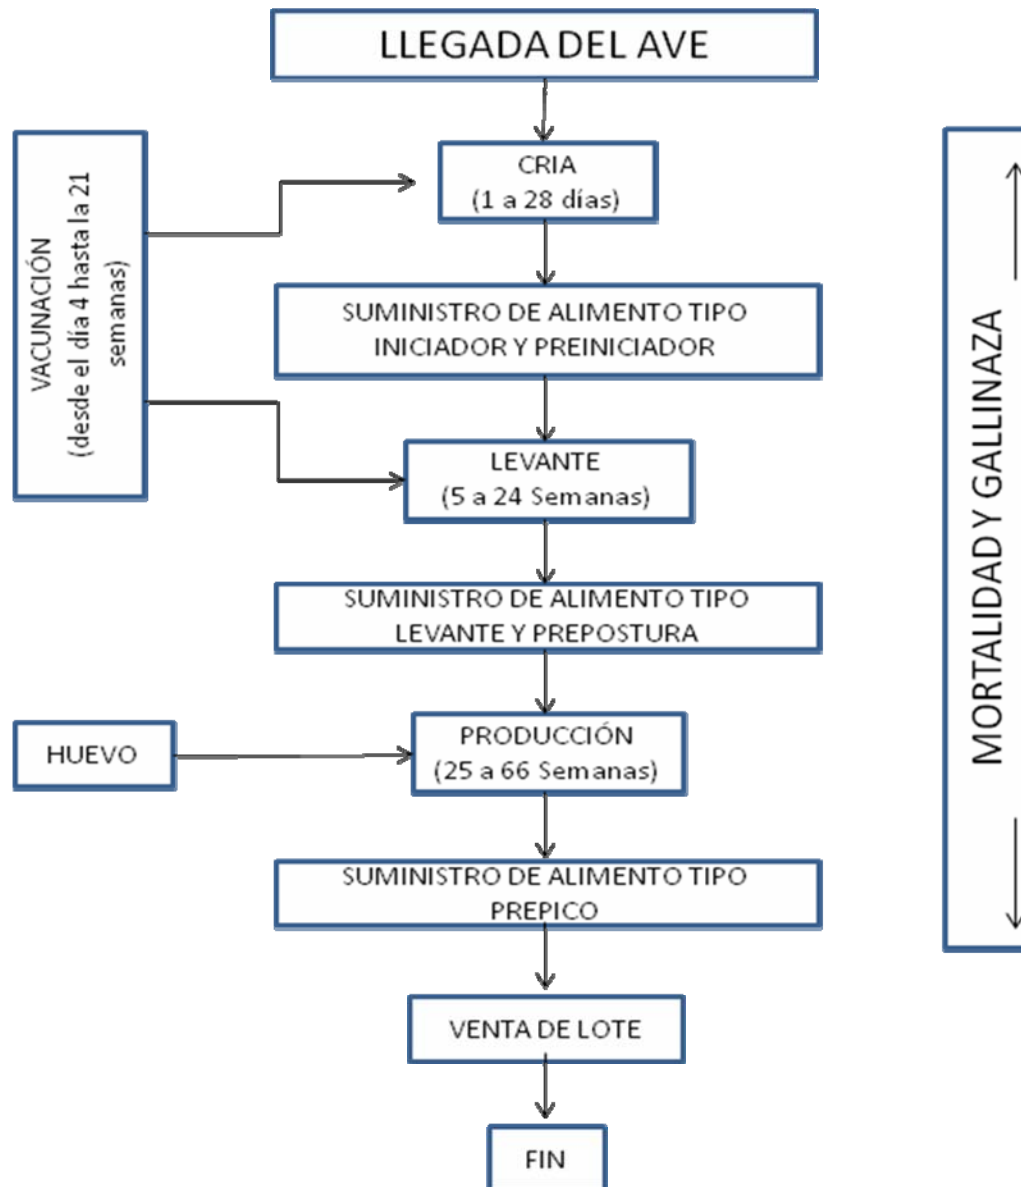 LLEGADA DEL AVE
CRIA
(1 a 28 días)
VACUNACIÓN
(desde el día 4 hasta la 21
semanas)
SUMINISTRO DE ALIMENTO TIPO
INICIADOR Y PREINICIADOR
LEVANTE
(5 a 24 Semanas)
SUMINISTRO DE ALIMENTO TIPO
LEVANTE Y PREPOSTURA
HUEVO
PRODUCCIÓN
(25 a 66 Semanas)
SUMINISTRO DE ALIMENTO TIPO
PREPICO
VENTA DE LOTE
FIN
MORTALIDAD Y GALLINAZA